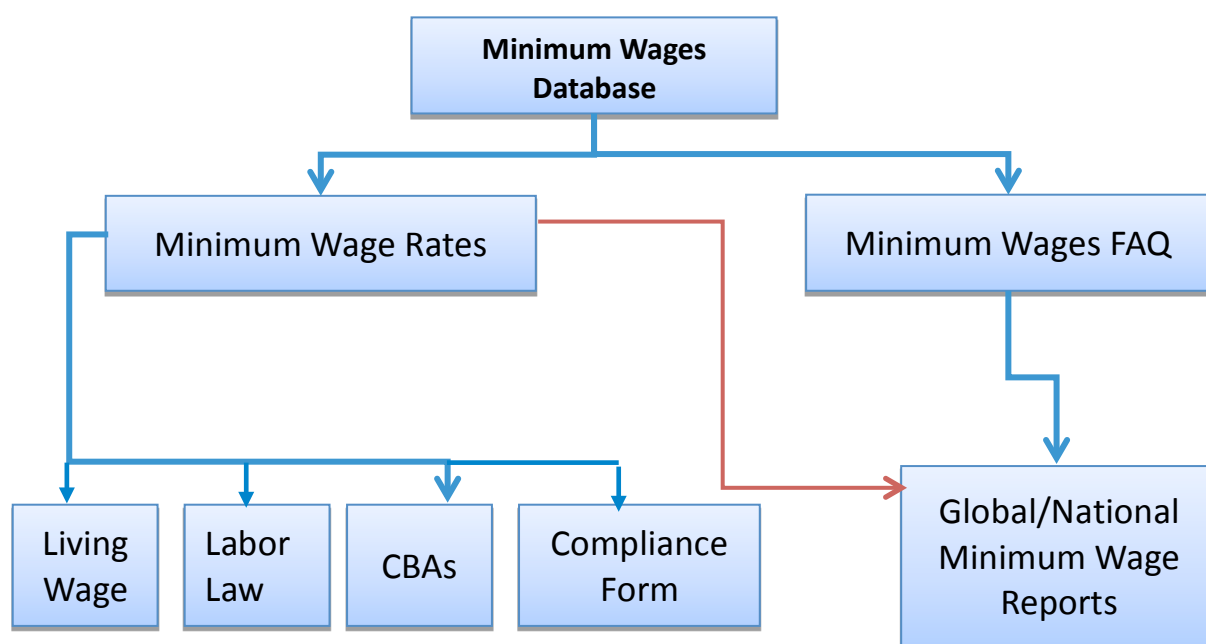 Minimum Wages
Database
Minimum Wage Rates
Minimum Wages FAQ
Living
Wage
Labor
Law
CBAs
Compliance
Form
Global/National
Minimum Wage
Reports